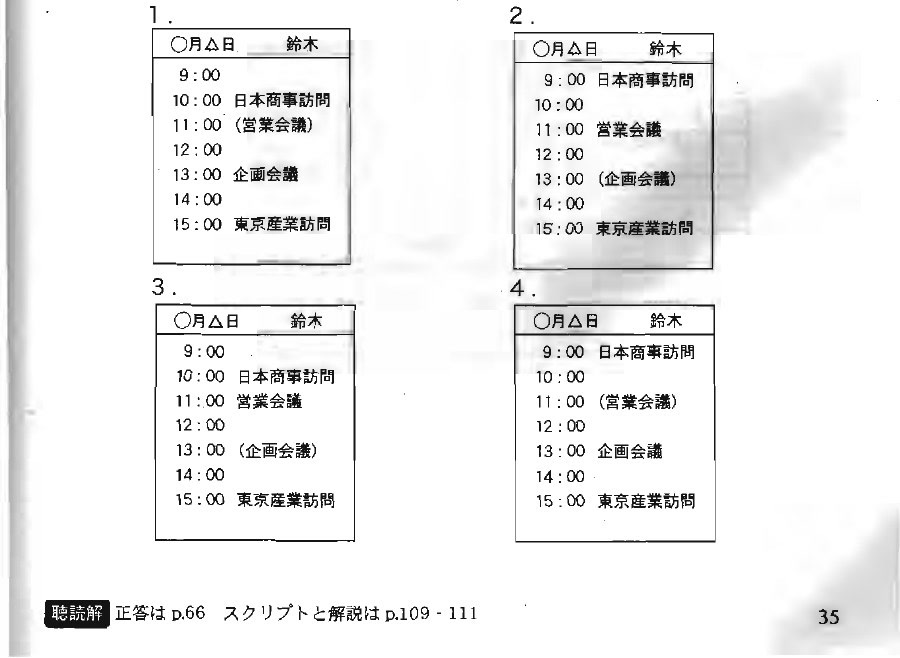 1.
○月△日 鈴木
9:00
10:00 日本商事訪問
11:00 (営業会議)
12:00
13:00 企画会議
14:00
15:00 東京産業訪問
2.
○月△日 鈴木
9:00 日本商事訪問
10:00
11:00 営業会議
12:00
13:00 (企画会議)
14:00
15:00 東京産業訪問
3.
○月△日 鈴木
9:00
10:00 日本商事訪問
11:00 営業会議
12:00
13:00 (企画会議)
14:00
15:00 東京産業訪問
4.
○月△日 鈴木
9:00 日本商事訪問
10:00
11:00 (営業会議)
12:00
13:00 企画会議
14:00
15:00 東京産業訪問
聴読解 正答は p.66 スクリプトと解説は p.109 - 111
35